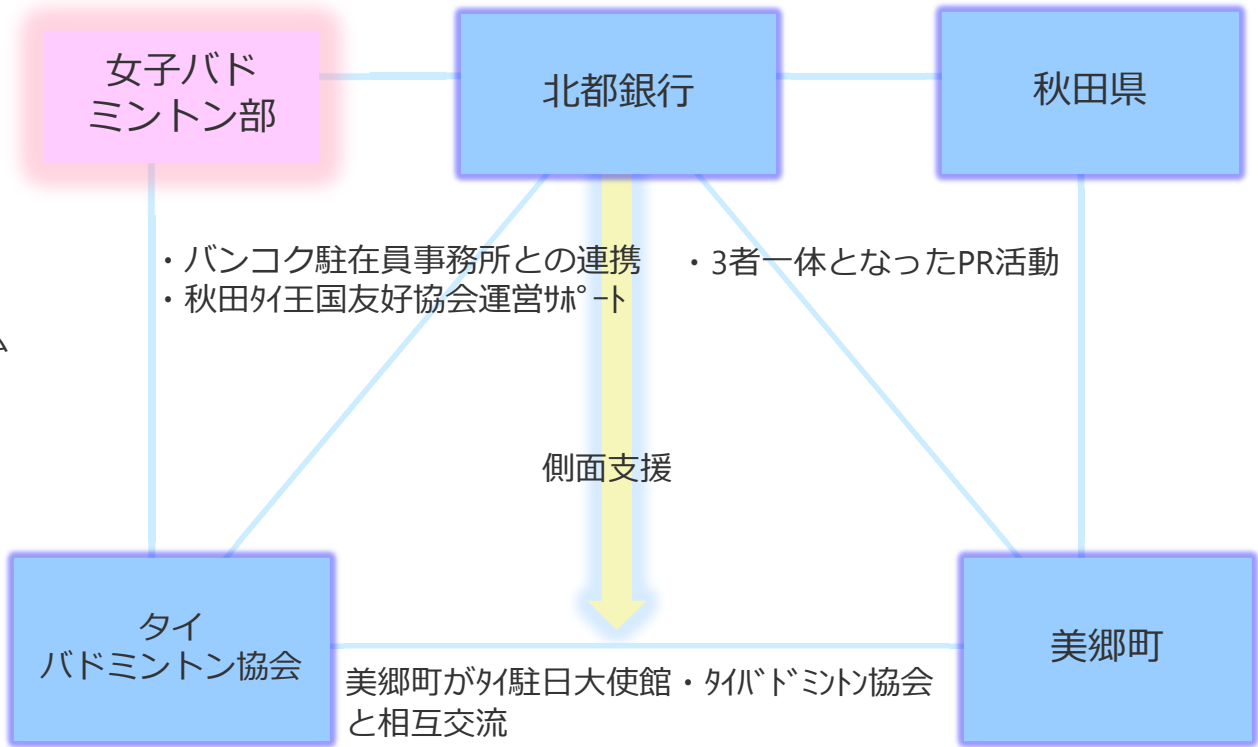 女子バド
ミントン部
北都銀行
秋田県
・バンコク駐在員事務所との連携
・秋田ﾀｲ王国友好協会運営ｻﾎﾟｰﾄ
・3者一体となったPR活動
ム
側面支援
タイ
バドミントン協会
美郷町
美郷町がﾀｲ駐日大使館・ﾀｲﾊﾞﾄﾞﾐﾝﾄﾝ協会
と相互交流